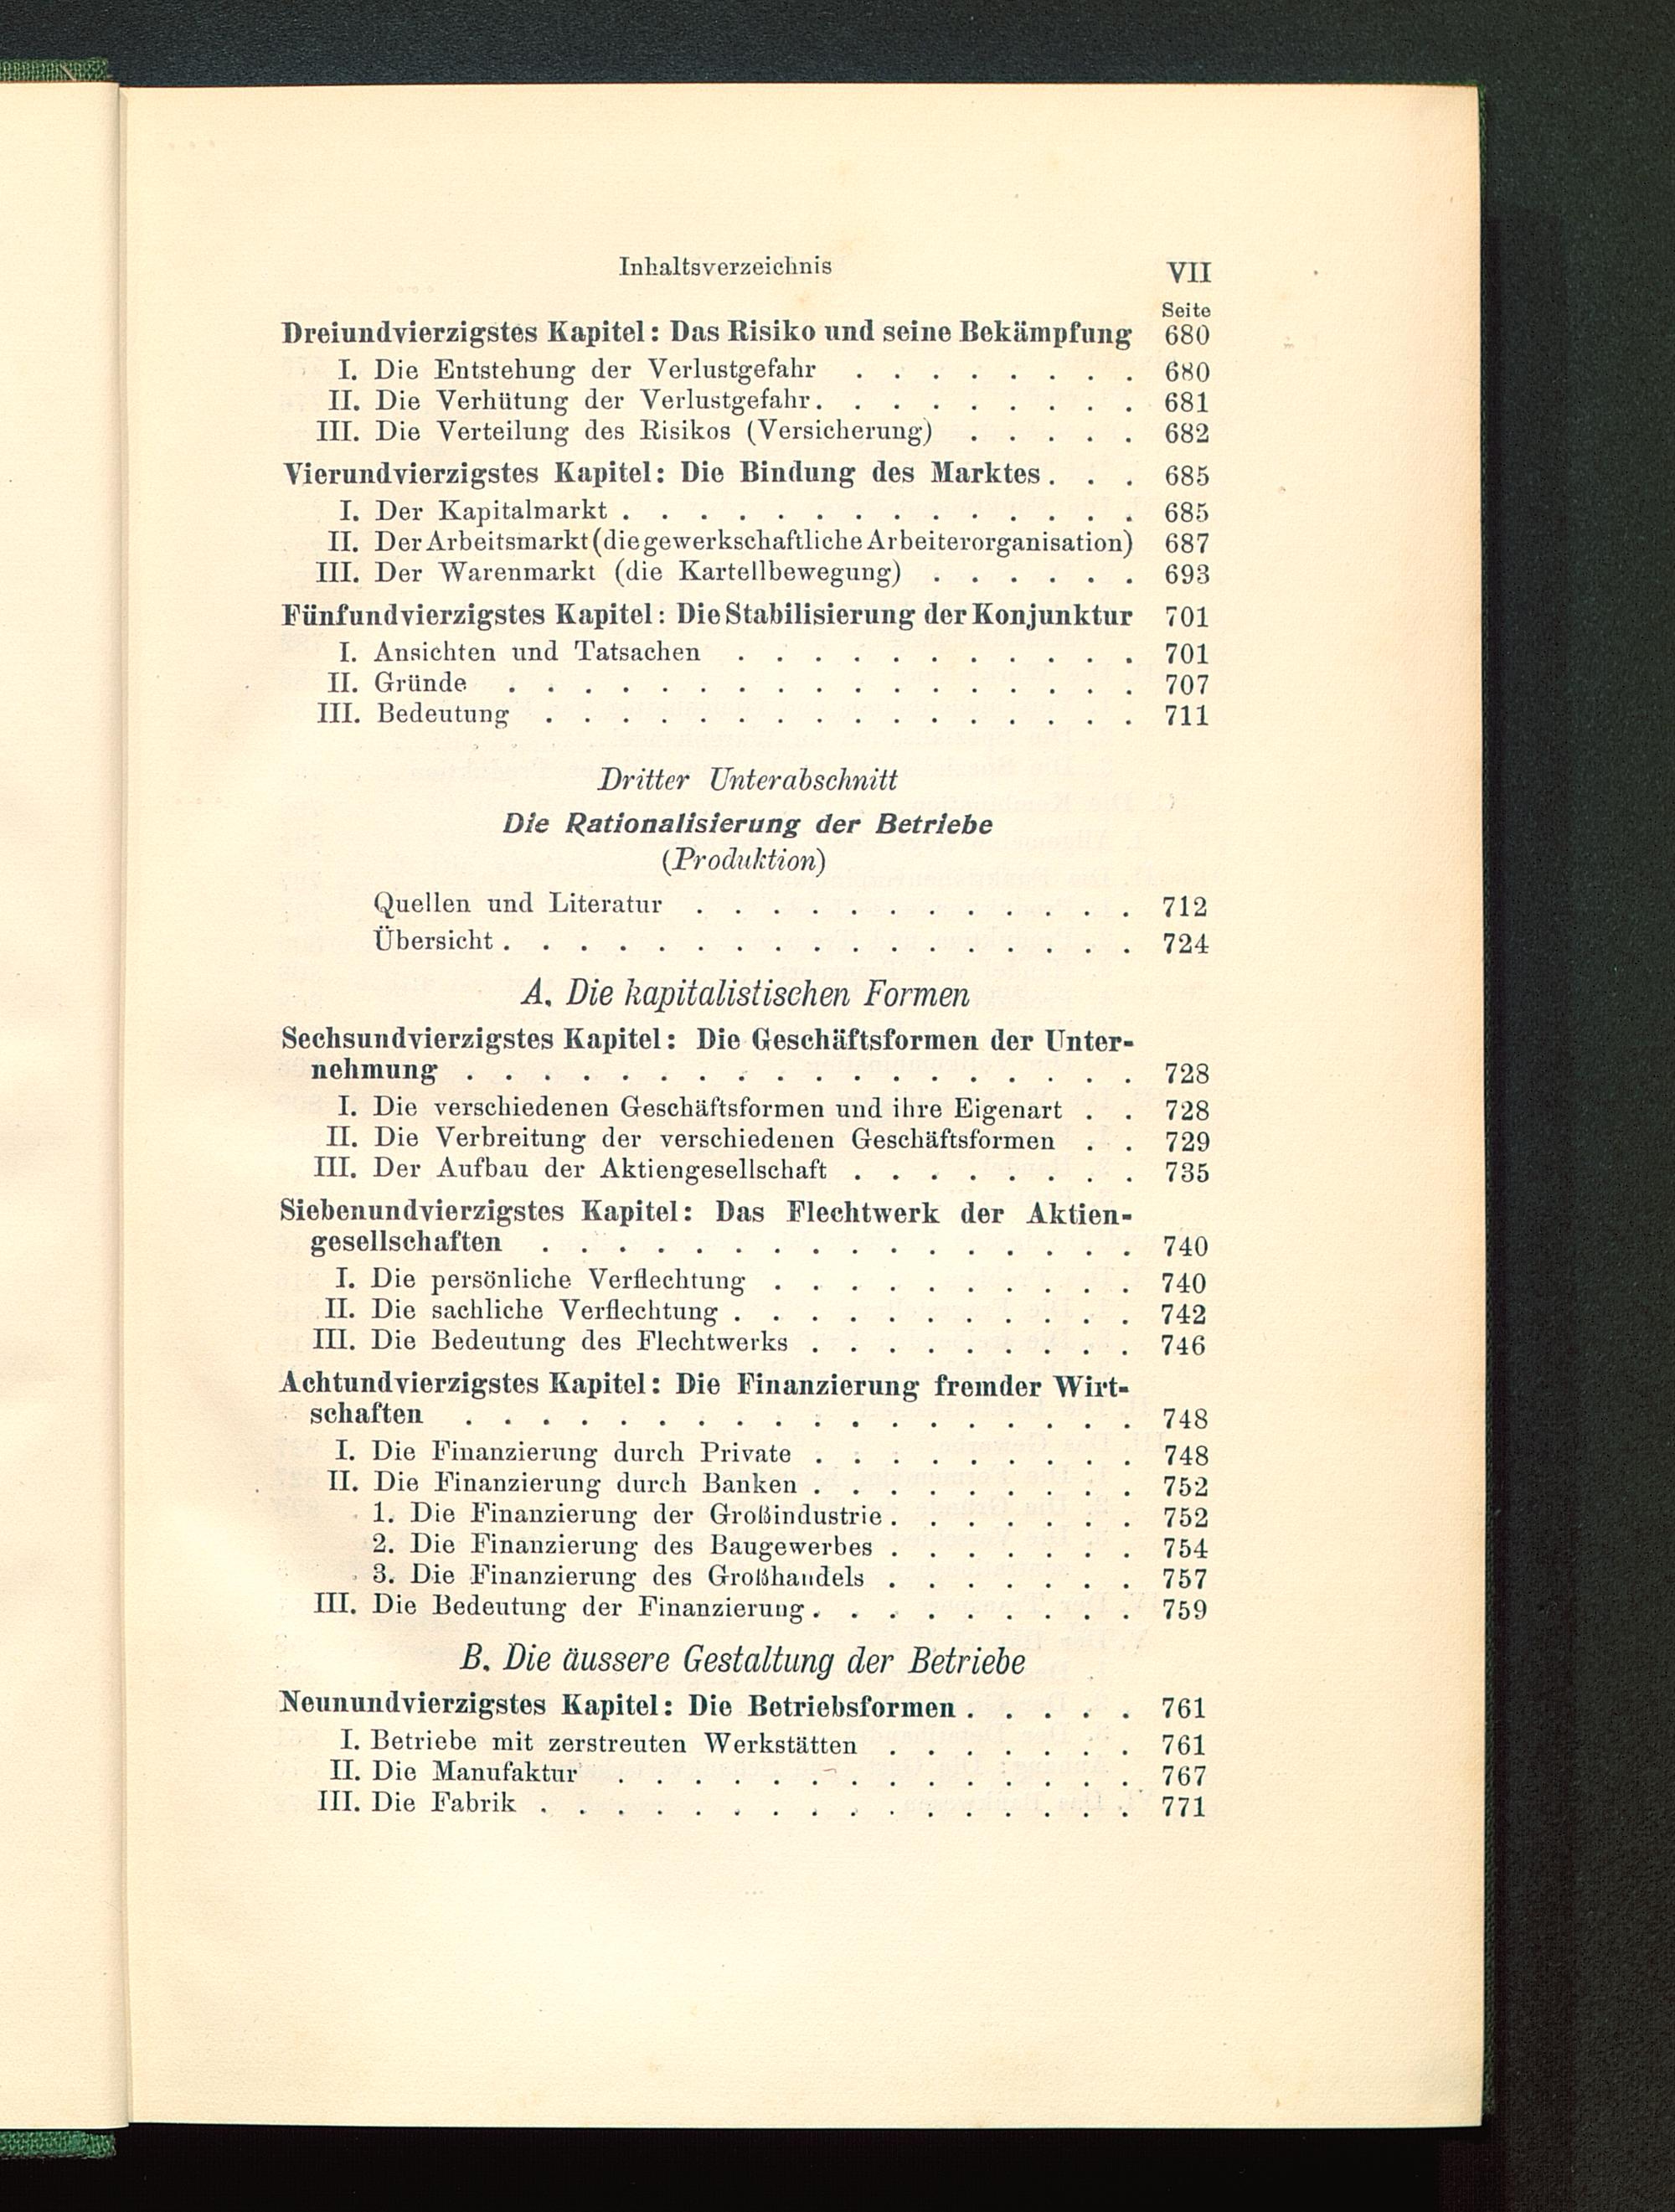 Inhaltsverzeichnis VII
Seite
Dreiundvierzigstes Kapitel: Das Risiko und seine Bekämpfung 680
I. Die Entstehung der Verlustgefahr . . . . . . . . 680
II. Die Verhütung der Verlustgefahr. . . . . . . . . 681
III. Die Verteilung des Risikos (Versicherung) . . . . . 682
Vierundvierzigstes Kapitel: Die Bindung des Marktes. . . 685
I. Der Kapitalmarkt . . . . . . . . . . . . . . 685
II. Der Arbeitsmarkt (die gewerkschaftliche Arbeiterorganisation) 687
III. Der Warenmarkt (die Kartellbewegung) . . . . . . 693
Fünfundvierzigstes Kapitel: Die Stabilisierung der Konjunktur 701
I. Ansichten und Tatsachen . . . . . . . . . . . 701
II. Gründe . . . . . . . . . . . . . . . . . 707
III. Bedeutung . . . . . . . . . . . . . . . . 711
Dritter Unterabschnitt
Die Rationalisierung der Betriebe
(Produktion)
Quellen und Literatur . . . . . . . . . . . . 712
Übersicht . . . . . . . . . . . . . . . . . 724
A. Die kapitalistischen Formen
Sechsundvierzigstes Kapitel: Die Geschäftsformen der Unter-
nehmung . . . . . . . . . . . . . . . . . . 728
I. Die verschiedenen Geschäftsformen und ihre Eigenart . . 728
II. Die Verbreitung der verschiedenen Geschäftsformen . . 729
III. Der Aufbau der Aktiengesellschaft . . . . . . . . 735
Siebenundvierzigstes Kapitel: Das Flechtwerk der Aktien-
gesellschaften . . . . . . . . . . . . . . . . 740
I. Die persönliche Verflechtung . . . . . . . . . . 740
II. Die sachliche Verflechtung . . . . . . . . . . . 742
III. Die Bedeutung des Flechtwerks . . . . . . . . . 746
Achtundvierzigstes Kapitel: Die Finanzierung fremder Wirt-
schaften . . . . . . . . . . . . . . . . . . 748
I. Die Finanzierung durch Private . . . . . . . . . 748
II. Die Finanzierung durch Banken . . . . . . . . . 752
1. Die Finanzierung der Großindustrie . . . . . . . 752
2. Die Finanzierung des Baugewerbes . . . . . . . 754
3. Die Finanzierung des Großhandels . . . . . . . 757
III. Die Bedeutung der Finanzierung . . . . . . . . . 759
B. Die äussere Gestaltung der Betriebe
Neunundvierzigstes Kapitel: Die Betriebsformen . . . . . 761
I. Betriebe mit zerstreuten Werkstätten . . . . . . . 761
II. Die Manufaktur . . . . . . . . . . . . . . 767
III. Die Fabrik . . . . . . . . . . . . . . . . 771